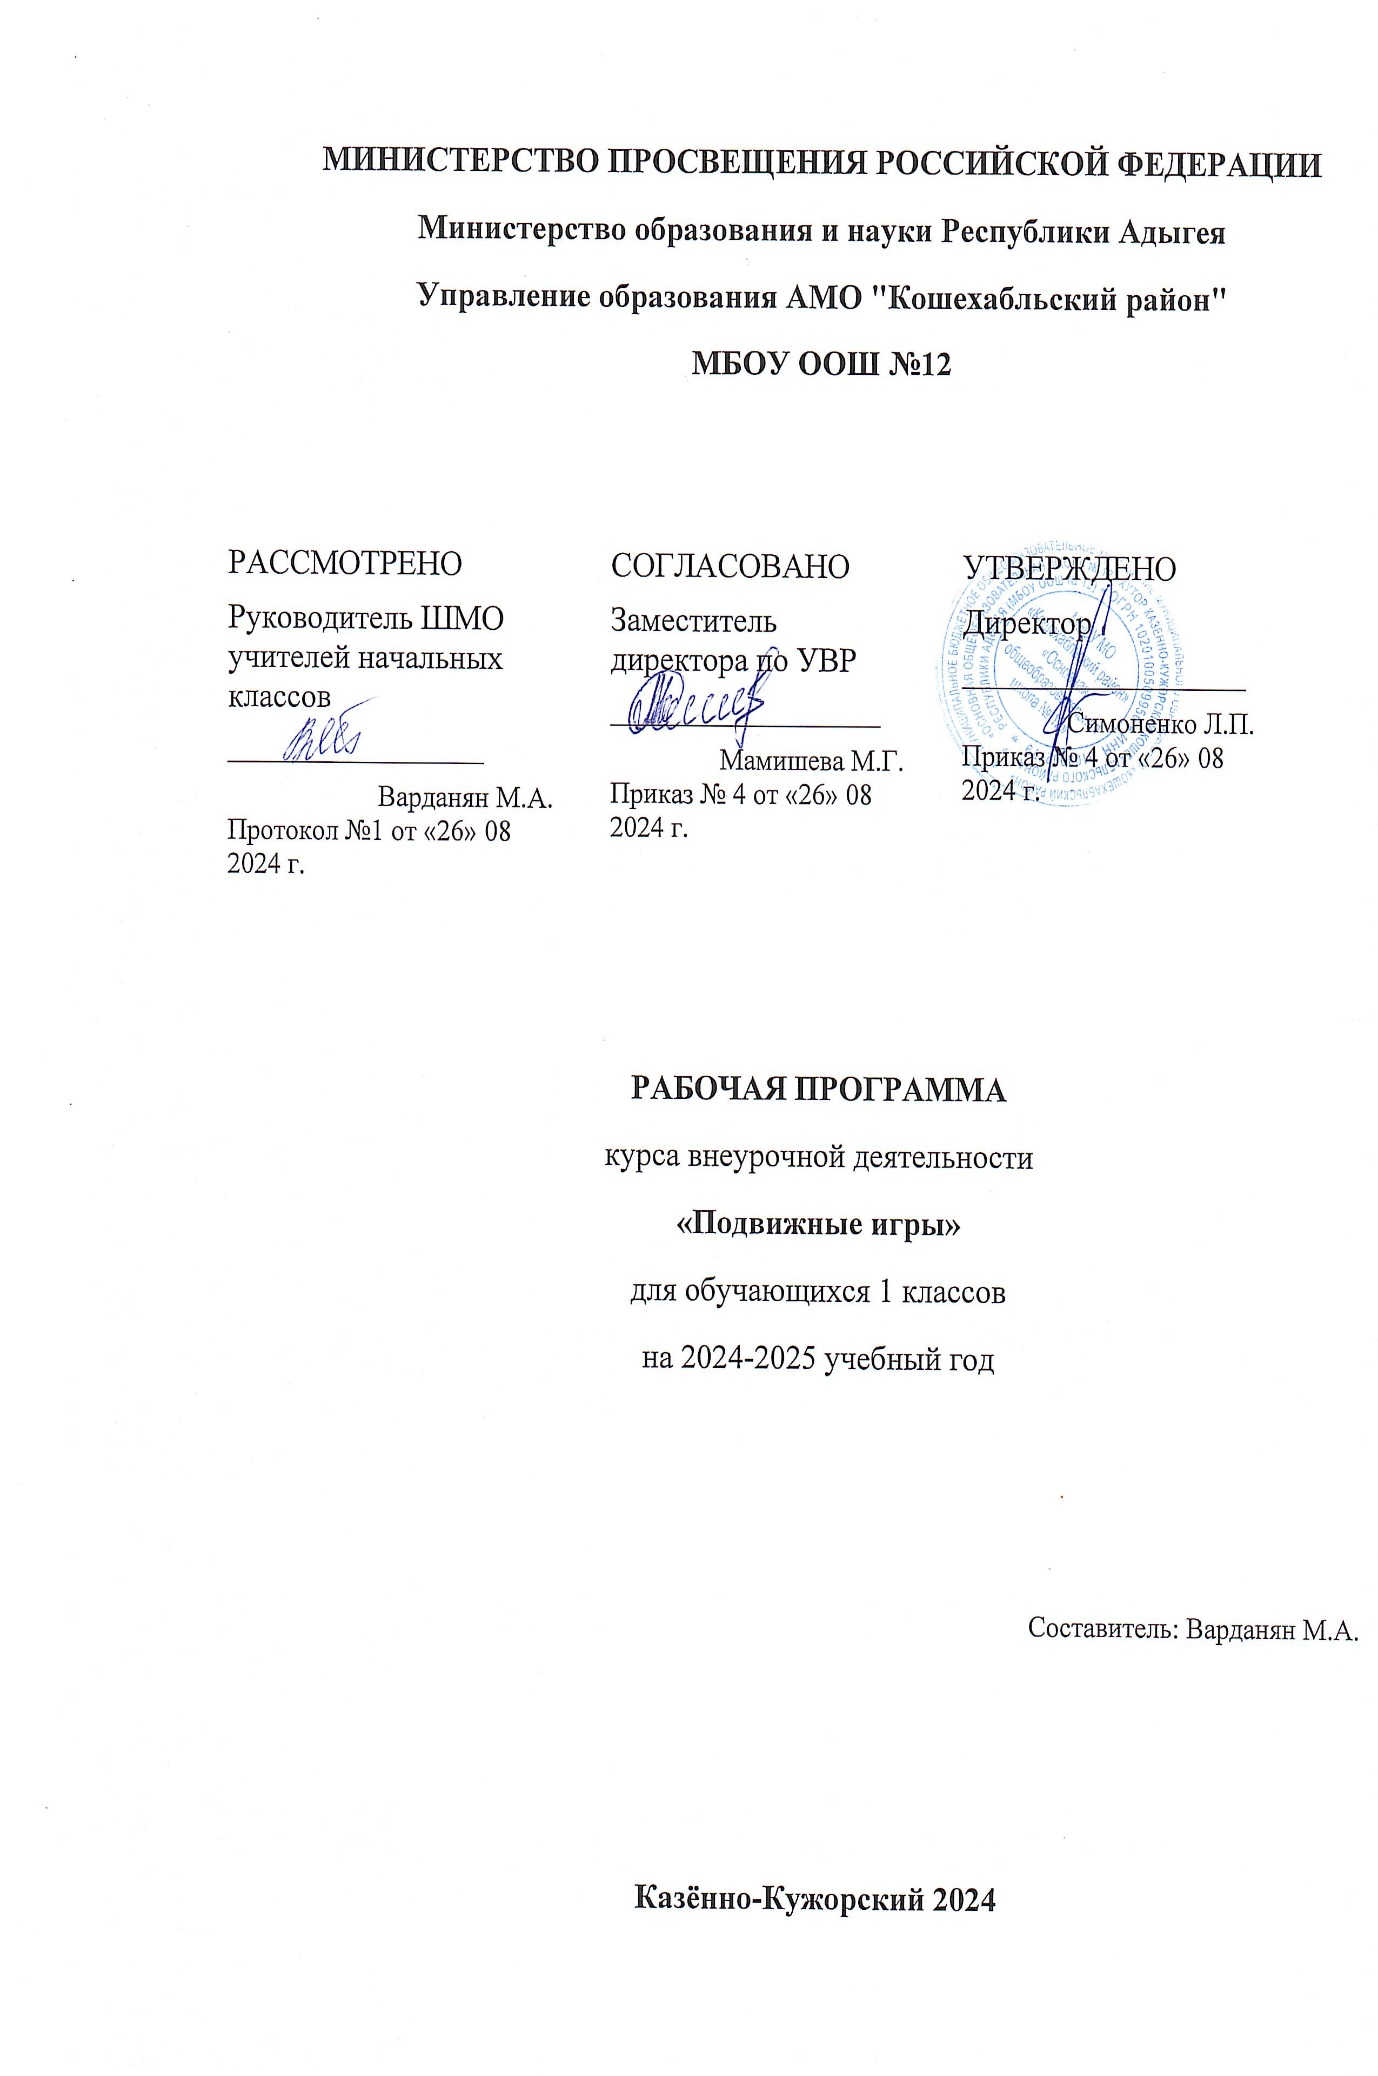 МИНИСТЕРСТВО ПРОСВЕЩЕНИЯ РОССИЙСКОЙ ФЕДЕРАЦИИ
Министерство образования и науки Республики Адыгея
Управление образования АМО "Кошехабльский район"
МБОУ ООШ №12
РАССМОТРЕНО
Руководитель ШМО
учителей начальных
классов
Варданян М.А.
Протокол №1 от «26» 08
2024 г.
СОГЛАСОВАНО
Заместитель
директора по УВР
Мамишева М.Г.
Приказ № 4 от «26» 08
2024 г.
УТВЕРЖДЕНО
Директор
Симоненко Л.П.
Приказ № 4 от «26» 08
2024 г.
РАБОЧАЯ ПРОГРАММА
курса внеурочной деятельности
«Подвижные игры»
для обучающихся 1 классов
на 2024-2025 учебный год
Составитель: Варданян М.А.
Казённо-Кужорский 2024